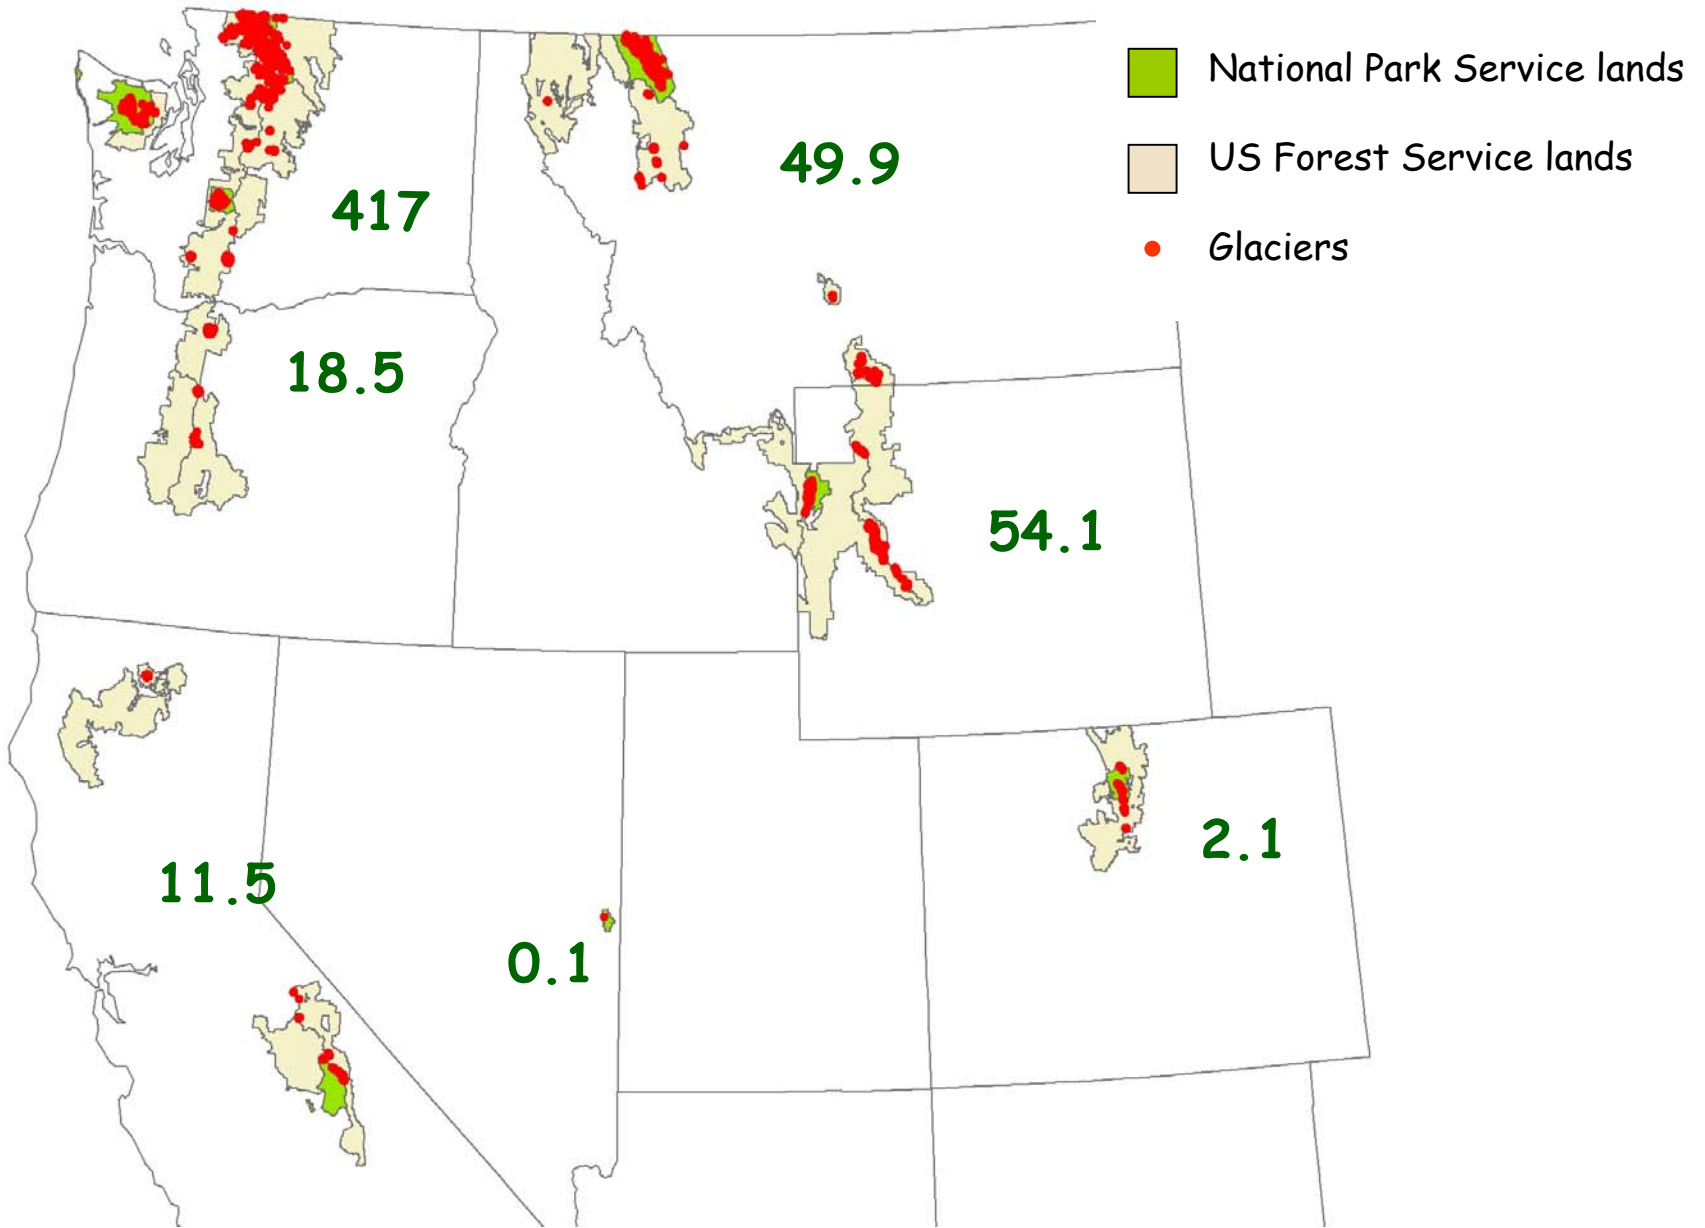 National Park Service lands
US Forest Service lands
Glaciers
49.9
417
18.5
54.1
11.5
0.1
2.1